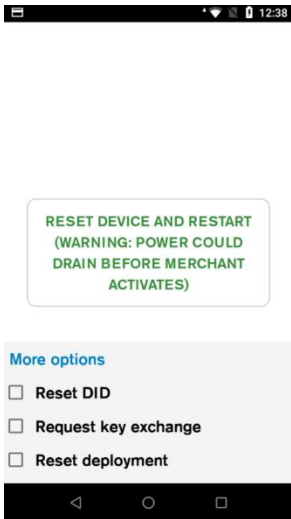 12:38
RESET DEVICE AND RESTART
(WARNING: POWER COULD
DRAIN BEFORE MERCHANT
ACTIVATES)
More options
Reset DID
Request key exchange
Reset deployment